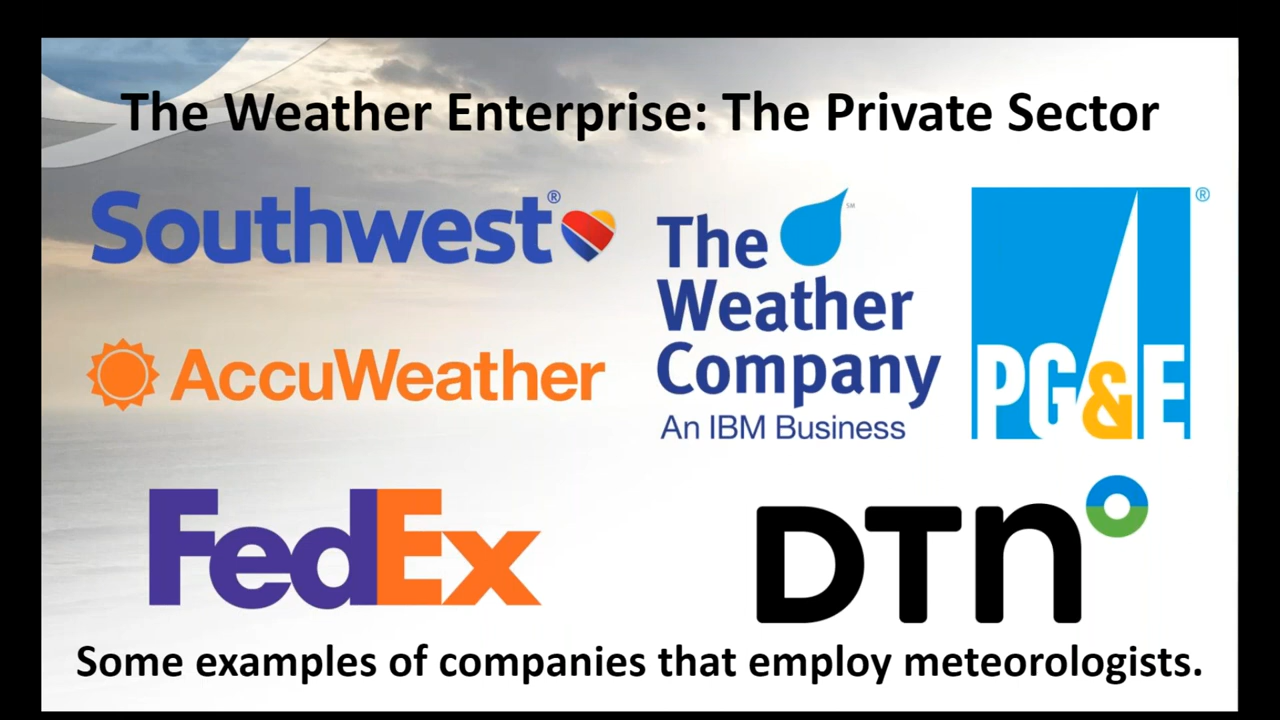 The Weather Enterprise: The Private Sector
Southwest®
The ℠
Weather
Company
An IBM Business
PG&E ®
AccuWeather
FedEx
DTN
Some examples of companies that employ meteorologists.